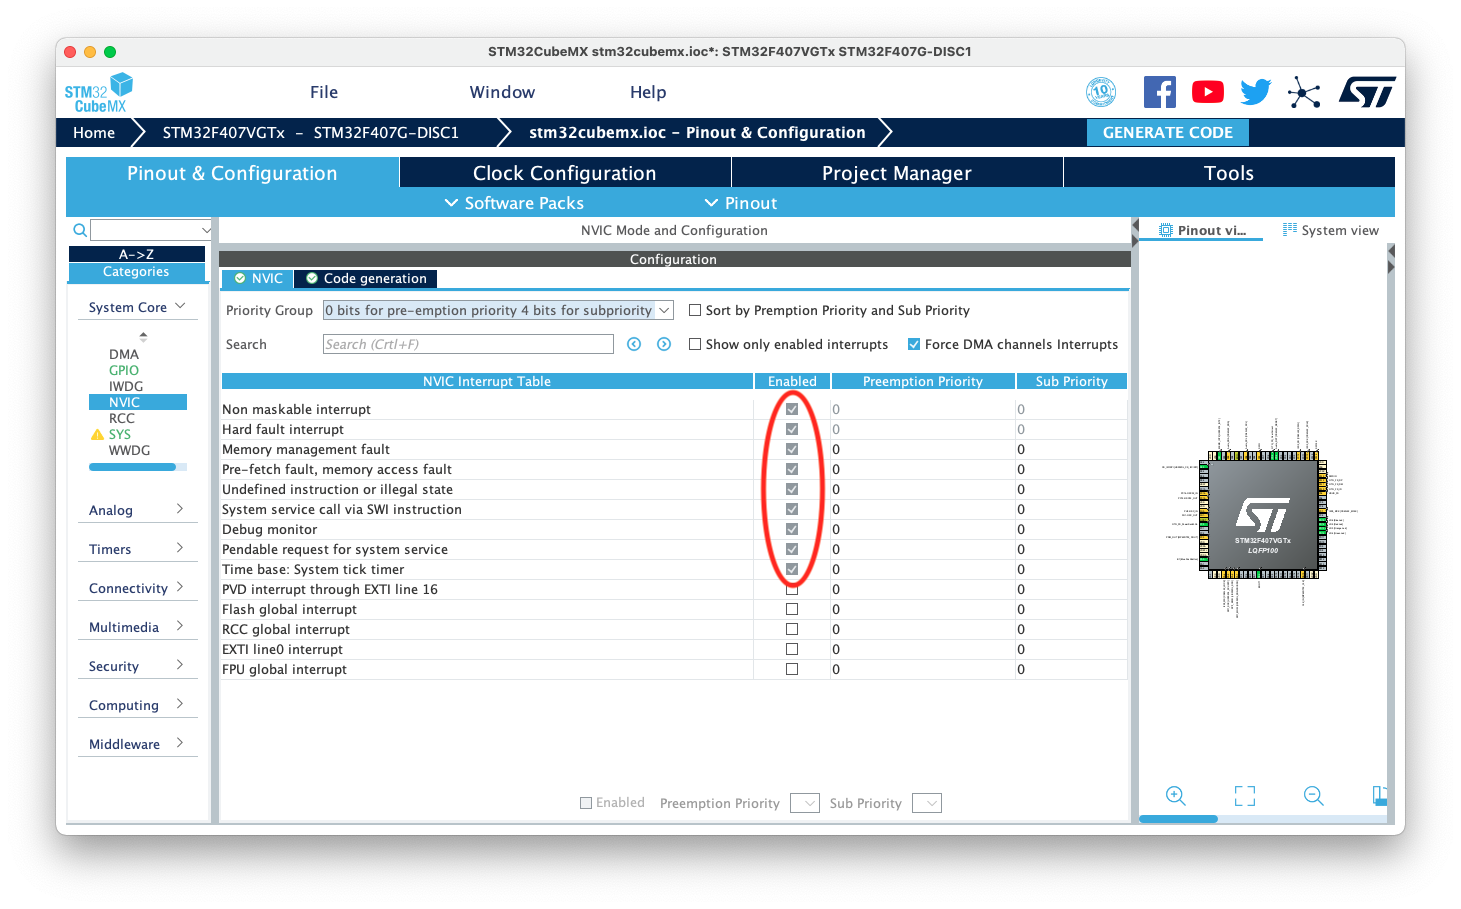 STM32CubeMX stm32cubemx.ioc*: STM32F407VGTx STM32F407G-DISC1
STM32
CubeMX
File
Window
Help
10
Home
STM32F407VGTx - STM32F407G-DISC1
stm32cubemx.ioc - Pinout & Configuration
GENERATE CODE
Pinout & Configuration
Clock Configuration
Project Manager
Tools
Software Packs
Pinout
NVIC Mode and Configuration
Pinout vi...
System view
A->Z
Categories
System Core
DMA
GPIO
IWDG
NVIC
RCC
SYS
WWDG
Analog
Timers
Connectivity
Multimedia
Security
Computing
Middleware
Configuration
NVIC
Code generation
Priority Group
0 bits for pre-emption priority 4 bits for subpriority
Sort by Premption Priority and Sub Priority
Search
Search (Crtl+F)
Show only enabled interrupts
Force DMA channels Interrupts
NVIC Interrupt Table Enabled Preemption Priority Sub Priority
Non maskable interrupt 0 0
Hard fault interrupt 0 0
Memory management fault 0 0
Pre-fetch fault, memory access fault 0 0
Undefined instruction or illegal state 0 0
System service call via SWI instruction 0 0
Debug monitor 0 0
Pendable request for system service 0 0
Time base: System tick timer 0 0
PVD interrupt through EXTI line 16 0 0
Flash global interrupt 0 0
RCC global interrupt 0 0
EXTI line0 interrupt 0 0
FPU global interrupt 0 0
Enabled
Preemption Priority
Sub Priority
STM32F407VGTx
LQFP100